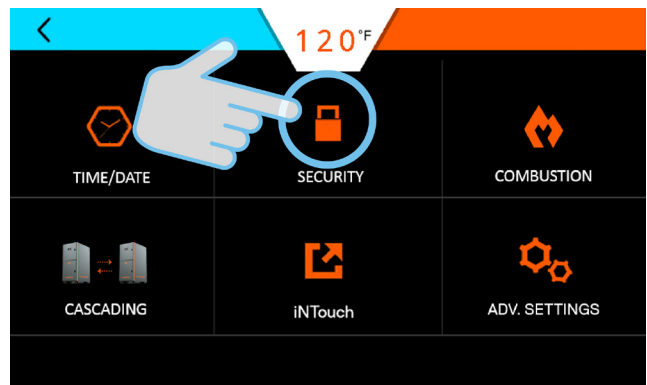 120°F
TIME/DATE
SECURITY
COMBUSTION
CASCADING
iNTouch
ADV. SETTINGS